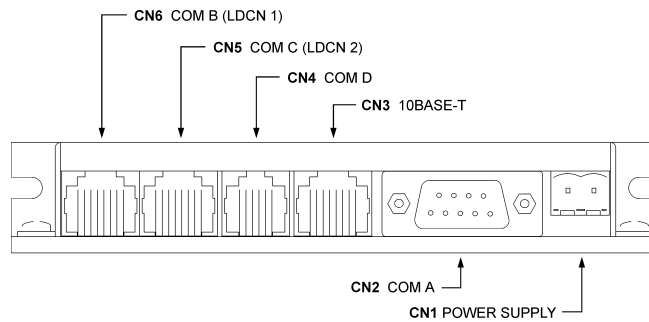 CN6 COM B (LDCN 1)
CN5 COM C (LDCN 2)
CN4 COM D
CN3 10BASE-T
CN2 COM A
CN1 POWER SUPPLY